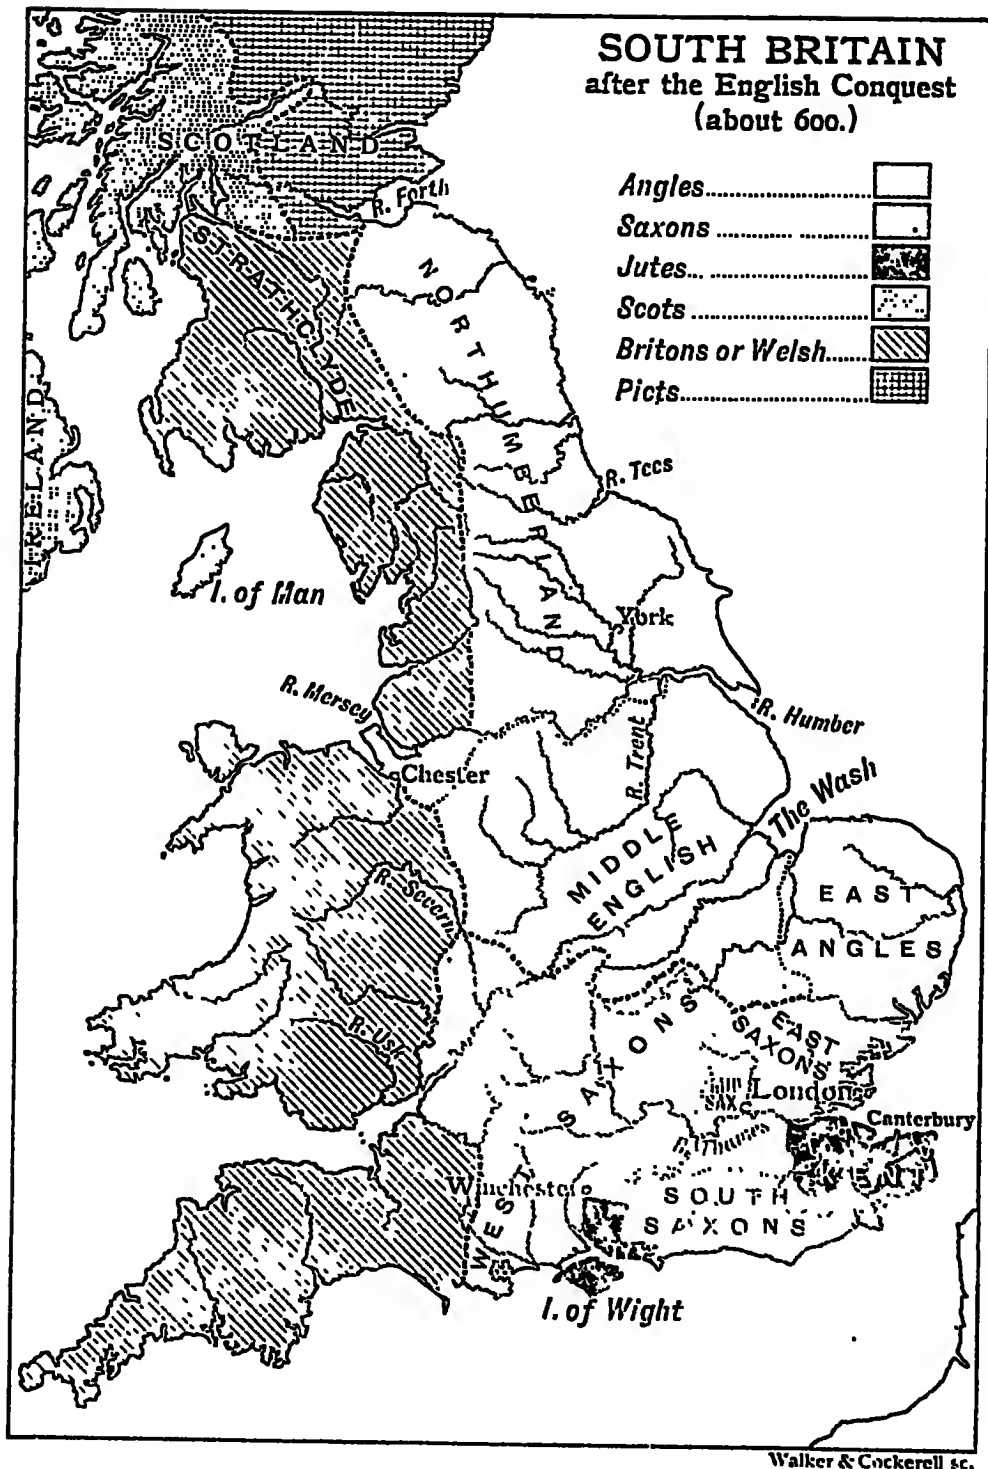 SOUTH BRITAIN
after the English Conquest
(about 600.)
Angles
Saxons
Jutes
Scots
Britons or Welsh
Picts
SCOTLAND
R. Forth
STRATHCLYDE
NORTHUMBERLAND
IRELAND
R. Tees
I. of Man
York
R. Mersey
R. Humber
R. Trent
Chester
The Wash
MIDDLE
ENGLISH
EAST
ANGLES
R. Severn
R. Usk
EAST
SAXONS
WEST SAXONS
SAX
London
Canterbury
R. Thames
Winchester
SOUTH
SAXONS
I. of Wight
Walker & Cockerell sc.